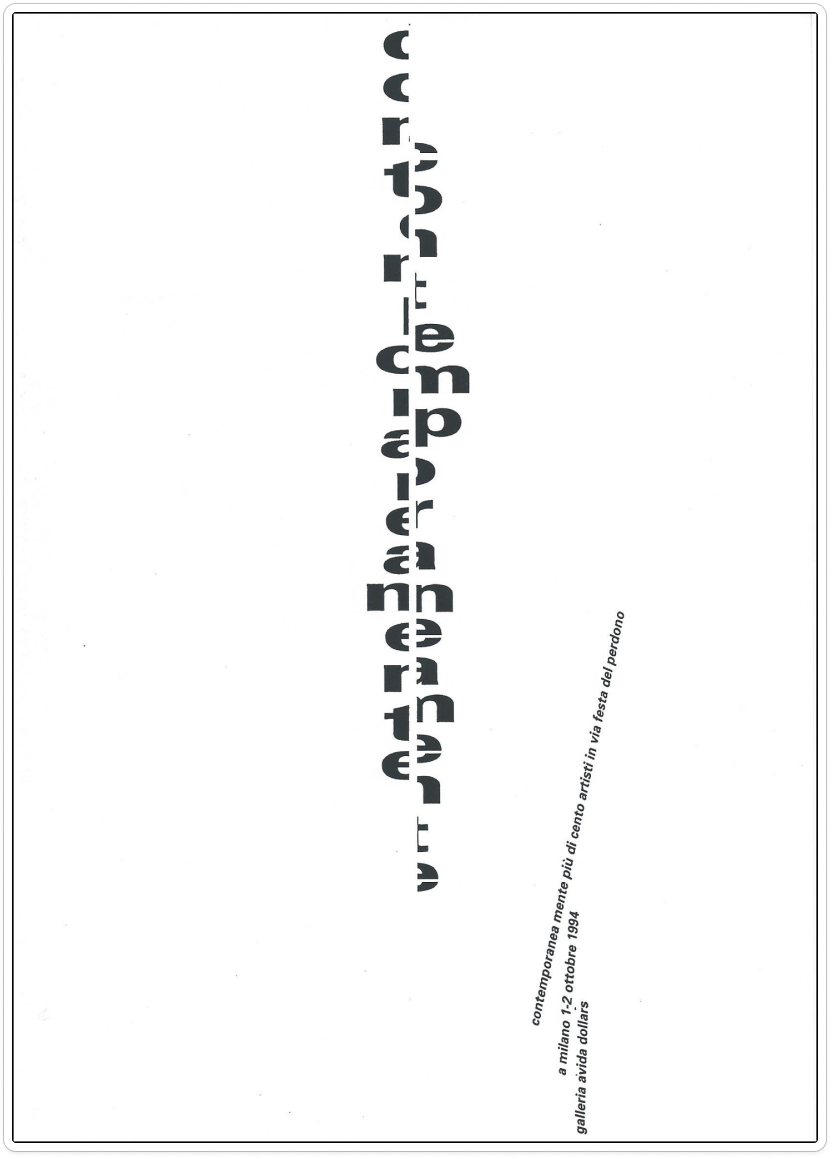 contemporaneamente
contemporanea mente più di cento artisti in via festa del perdono
a milano 1-2 ottobre 1994
galleria avida dollars